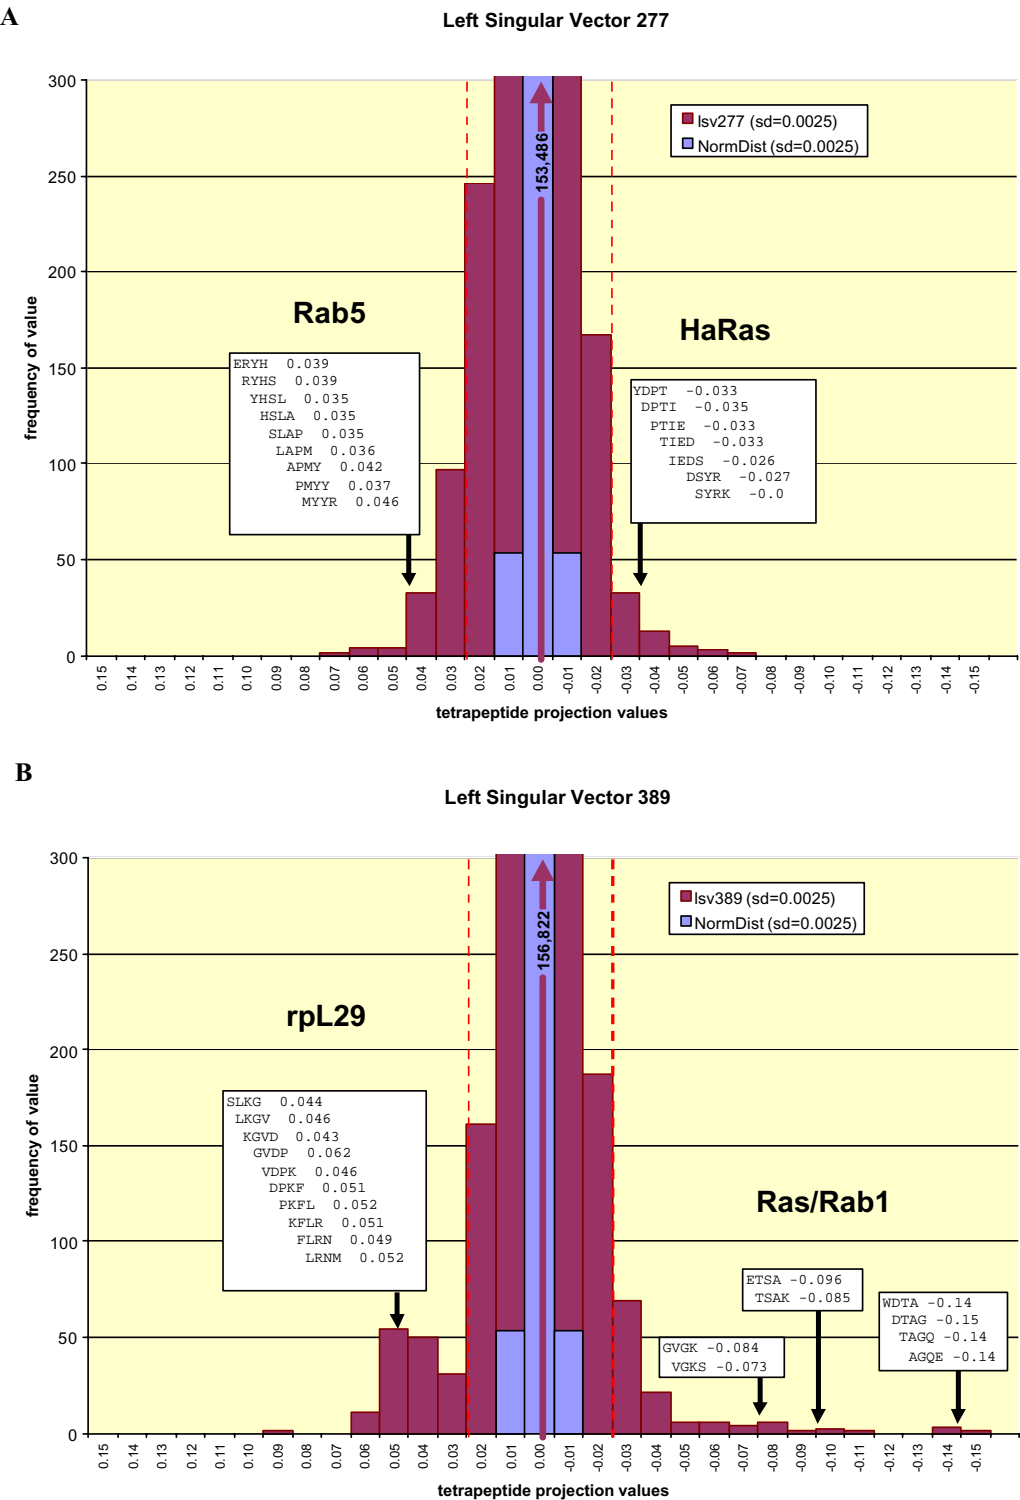 A
Left Singular Vector 277
300
250
200
150
100
50
0
frequency of value
153,486
lsv277 (sd=0.0025)
NormDist (sd=0.0025)
Rab5
ERYH 0.039
RYHS 0.039
YHSL 0.035
HSLA 0.035
SLAP 0.035
LAPM 0.036
APMY 0.042
PMYY 0.037
MYYR 0.046
HaRas
YDPT -0.033
DPTI -0.035
PTIE -0.033
TIED -0.033
IEDS -0.026
DSYR -0.027
SYRK -0.0
0.15 0.14 0.13 0.12 0.12 0.10 0.10 0.08 0.07 0.06 0.05 0.04 0.03 0.02 0.01 0.00 -0.01 -0.02 -0.03 -0.04 -0.05 -0.06 -0.07 -0.08 -0.09 -0.10 -0.10 -0.12 -0.13 -0.14 -0.15
tetrapeptide projection values
B
Left Singular Vector 389
300
250
200
150
100
50
0
frequency of value
156,822
lsv389 (sd=0.0025)
NormDist (sd=0.0025)
rpL29
SLKG 0.044
LKGV 0.046
KGVD 0.043
GVDP 0.062
VDPK 0.046
DPKF 0.051
PKFL 0.052
KFLR 0.051
FLRN 0.049
LRNM 0.052
Ras/Rab1
GVGK -0.084
VGKS -0.073
ETSA -0.096
TSAK -0.085
WDTA -0.14
DTAG -0.15
TAGQ -0.14
AGQE -0.14
0.15 0.14 0.13 0.12 0.12 0.10 0.09 0.08 0.07 0.06 0.05 0.04 0.03 0.02 0.01 0.00 -0.01 -0.02 -0.03 -0.04 -0.05 -0.06 -0.07 -0.08 -0.09 -0.10 -0.10 -0.12 -0.13 -0.14 -0.15
tetrapeptide projection values